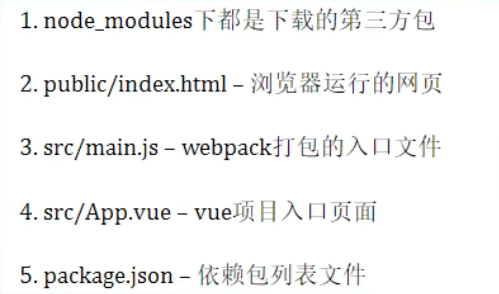 1. node_modules下都是下载的第三方包
2. public/index.html – 浏览器运行的网页
3. src/main.js – webpack打包的入口文件
4. src/App.vue – vue项目入口页面
5. package.json – 依赖包列表文件